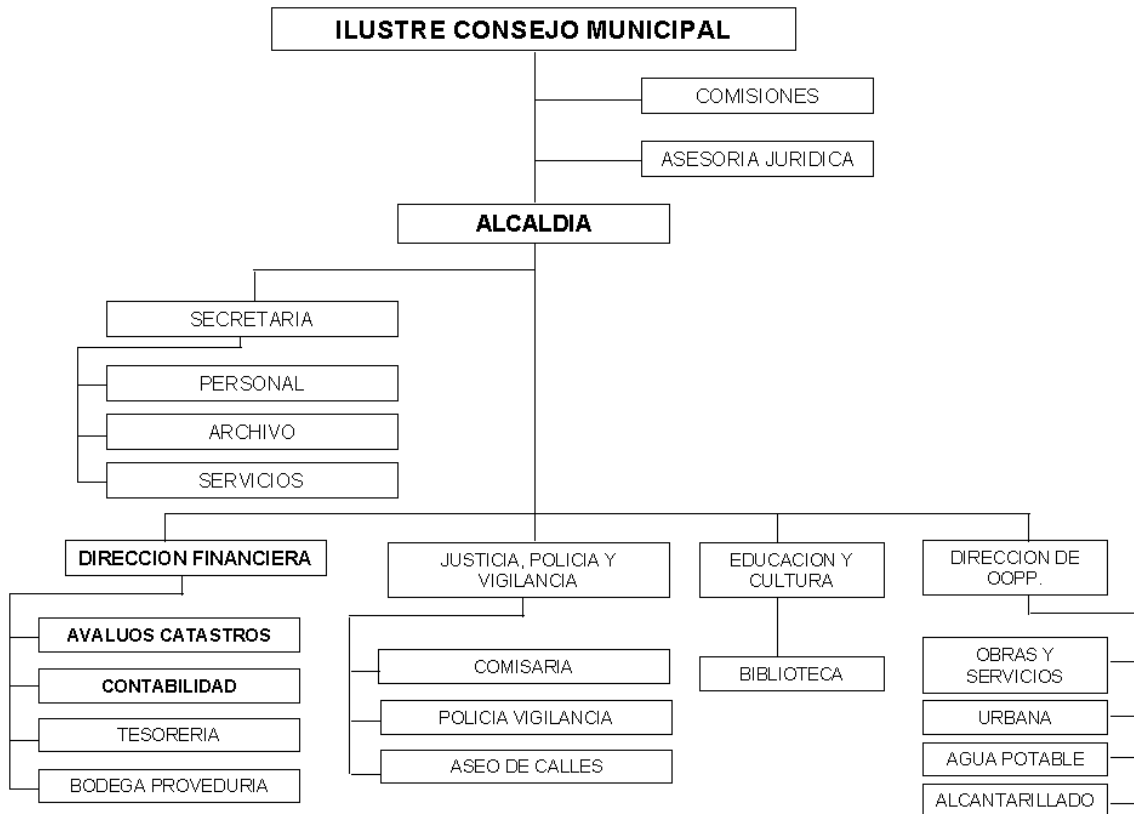 ILUSTRE CONSEJO MUNICIPAL
COMISIONES
ASESORIA JURIDICA
ALCALDIA
SECRETARIA
PERSONAL
ARCHIVO
SERVICIOS
DIRECCION FINANCIERA
AVALUOS CATASTROS
CONTABILIDAD
TESORERIA
BODEGA PROVEDURIA
JUSTICIA, POLICIA Y
VIGILANCIA
COMISARIA
POLICIA VIGILANCIA
ASEO DE CALLES
EDUCACION Y
CULTURA
BIBLIOTECA
DIRECCION DE
OOPP.
OBRAS Y
SERVICIOS
URBANA
AGUA POTABLE
ALCANTARILLADO